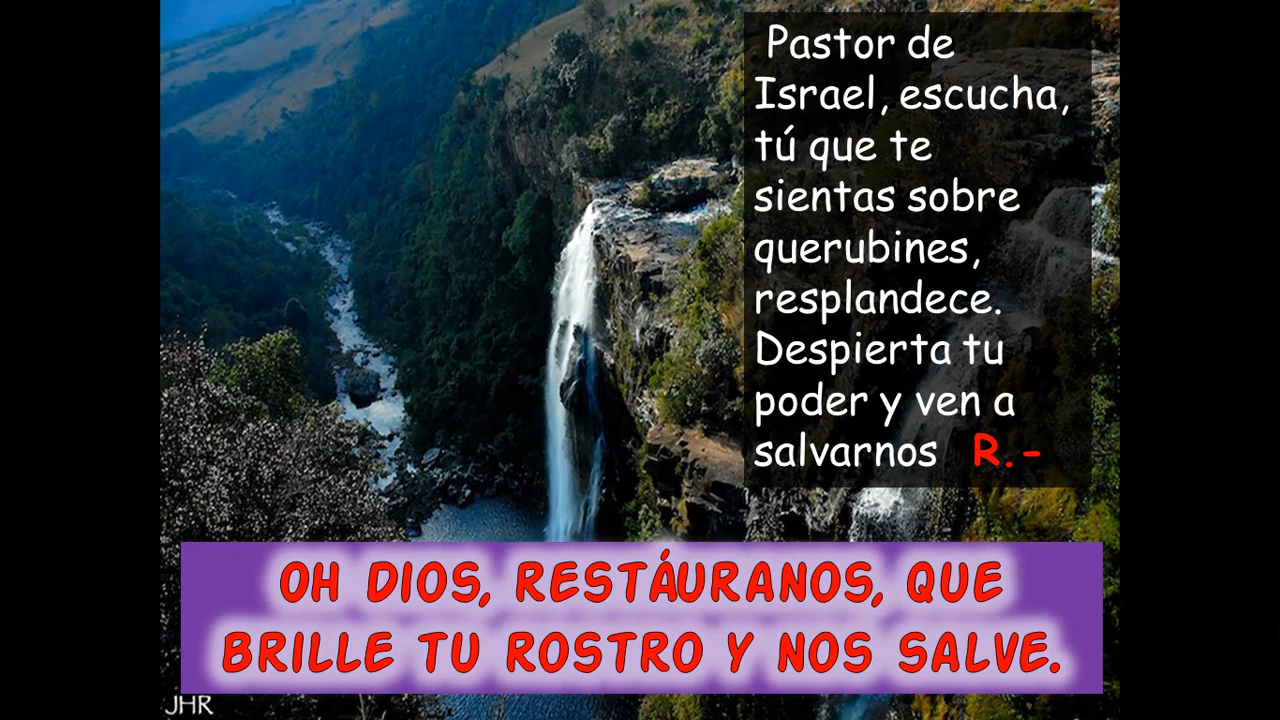 Pastor de
Israel, escucha,
tú que te
sientas sobre
querubines,
resplandece.
Despierta tu
poder y ven a
salvarnos R.-
OH DIOS, RESTÁURANOS, QUE
BRILLE TU ROSTRO Y NOS SALVE.
JHR